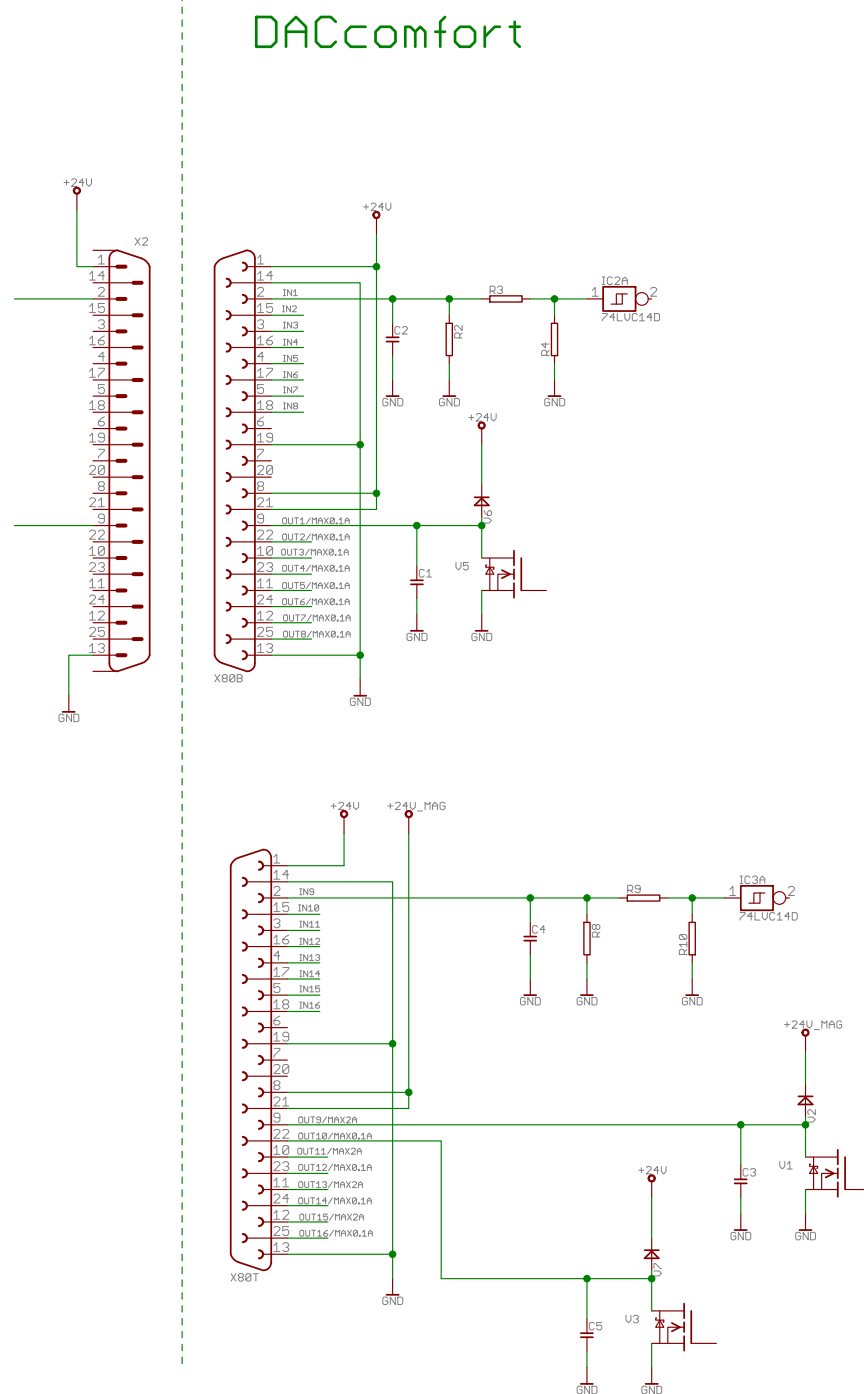 DACcomfort
+24V
X2
1
14
2
15
3
16
4
17
5
18
6
19
7
20
8
21
9
22
10
23
11
24
12
25
13
GND
+24V
1
14
2 IN1
15 IN2
3 IN3
16 IN4
4 IN5
17 IN6
5 IN7
18 IN8
6
19
7
20
8
21
9 OUT1/MAX0.1A
22 OUT2/MAX0.1A
10 OUT3/MAX0.1A
23 OUT4/MAX0.1A
11 OUT5/MAX0.1A
24 OUT6/MAX0.1A
12 OUT7/MAX0.1A
25 OUT8/MAX0.1A
13
X80B
GND
C2
GND
R2
GND
R3
R4
GND
IC2A
1 2
74LVC14D
+24V
V6
V5
C1
GND
GND
+24V
+24V_MAG
1
14
2 IN9
15 IN10
3 IN11
16 IN12
4 IN13
17 IN14
5 IN15
18 IN16
6
19
7
20
8
21
9 OUT9/MAX2A
22 OUT10/MAX0.1A
10 OUT11/MAX2A
23 OUT12/MAX0.1A
11 OUT13/MAX2A
24 OUT14/MAX0.1A
12 OUT15/MAX2A
25 OUT16/MAX0.1A
13
X80T
GND
C4
GND
R8
GND
R9
R10
GND
IC3A
1 2
74LVC14D
+24V_MAG
V2
V1
C3
GND
GND
+24V
V7
V3
C5
GND
GND